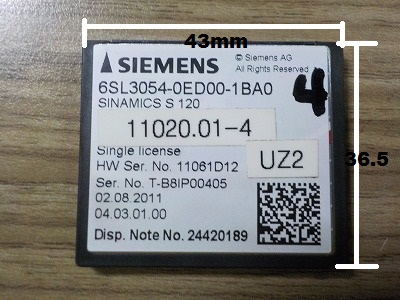 43mm
SIEMENS
© Siemens AG
All Rights Reserved
6SL3054-0ED00-1BA0
4
SINAMICS S 120
11020.01-4
Single license
UZ2
36.5
HW Ser. No. 11061D12
Ser. No. T-B8IP00405
02.08.2011
04.03.01.00
Disp. Note No. 24420189